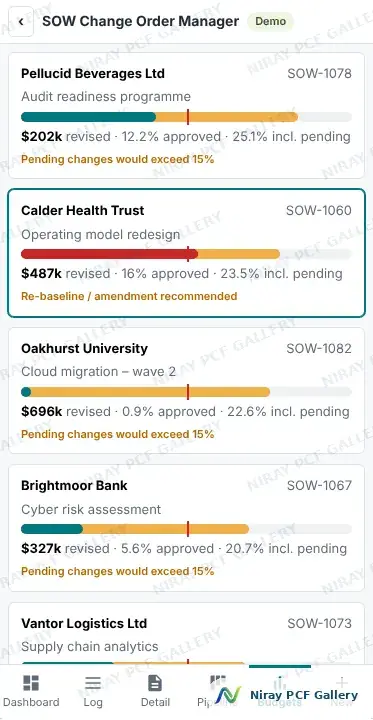 SOW Change Order Manager Demo
Pellucid Beverages Ltd SOW-1078
Audit readiness programme
$202k revised · 12.2% approved · 25.1% incl. pending
Pending changes would exceed 15%
Calder Health Trust SOW-1060
Operating model redesign
$487k revised · 16% approved · 23.5% incl. pending
Re-baseline / amendment recommended
Oakhurst University SOW-1082
Cloud migration – wave 2
$696k revised · 0.9% approved · 22.6% incl. pending
Pending changes would exceed 15%
Brightmoor Bank SOW-1067
Cyber risk assessment
$327k revised · 5.6% approved · 20.7% incl. pending
Pending changes would exceed 15%
Vantor Logistics Ltd SOW-1073
Supply chain analytics
Dashboard Log Detail Budgets New
Niray PCF Gallery
NIRAY PCF GALLERY